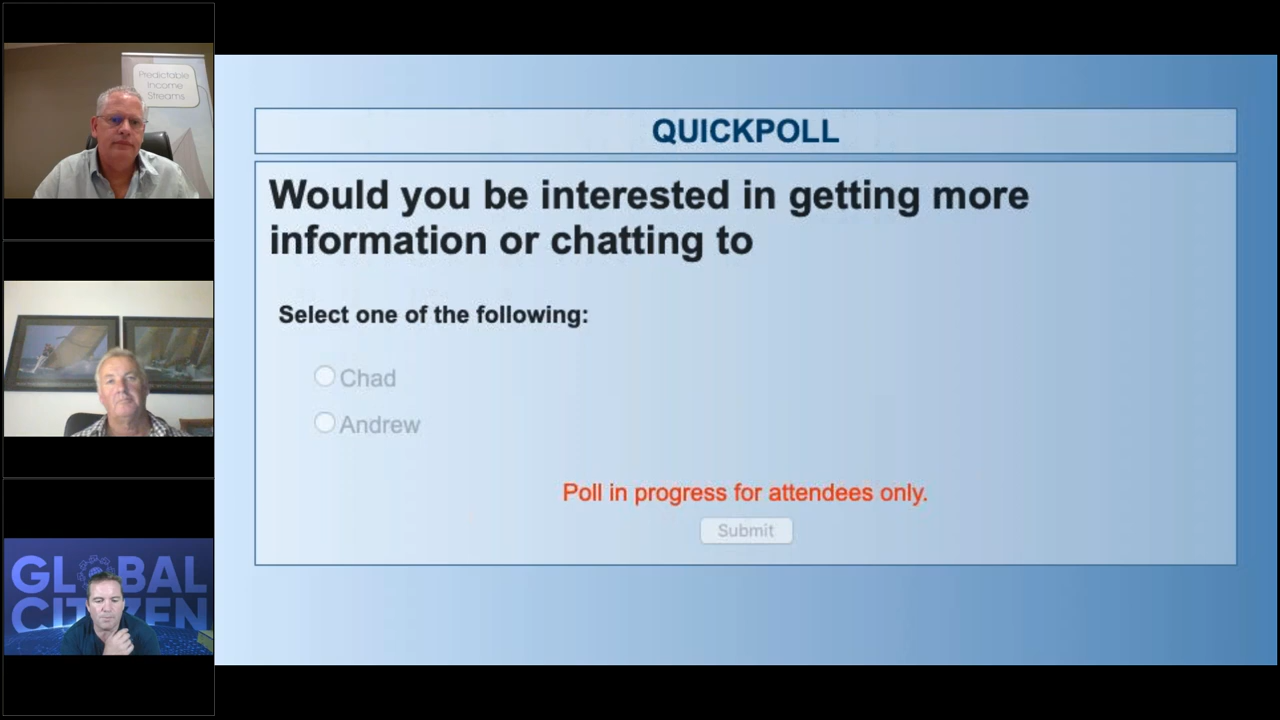 Predictable
Income
Streams
GLOBAL
CITIZEN
QUICKPOLL
Would you be interested in getting more
information or chatting to
Select one of the following:
Chad
Andrew
Poll in progress for attendees only.
Submit